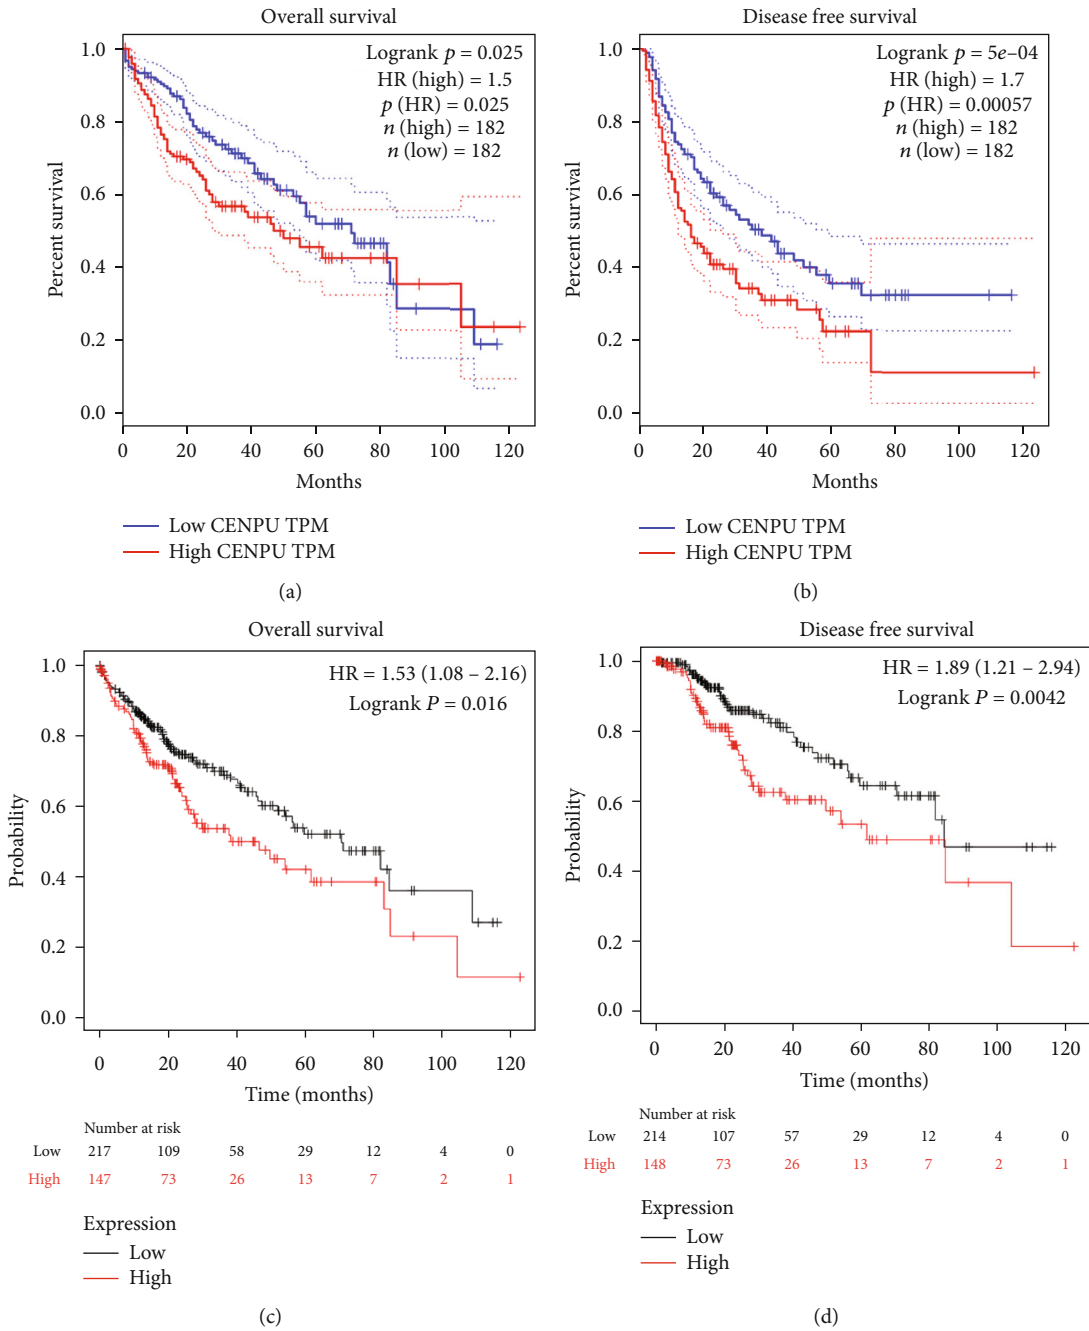 Overall survival
Percent survival
1.0
0.8
0.6
0.4
0.2
0.0
Logrank p = 0.025
HR (high) = 1.5
p (HR) = 0.025
n (high) = 182
n (low) = 182
0 20 40 60 80 100 120
Months
Low CENPU TPM
High CENPU TPM
(a)
Disease free survival
Percent survival
1.0
0.8
0.6
0.4
0.2
0.0
Logrank p = 5e–04
HR (high) = 1.7
p (HR) = 0.00057
n (high) = 182
n (low) = 182
0 20 40 60 80 100 120
Months
Low CENPU TPM
High CENPU TPM
(b)
Overall survival
Probability
1.0
0.8
0.6
0.4
0.2
0.0
HR = 1.53 (1.08 – 2.16)
Logrank P = 0.016
0 20 40 60 80 100 120
Time (months)
Number at risk
Low 217 109 58 29 12 4 0
High 147 73 26 13 7 2 1
Expression
Low
High
(c)
Disease free survival
Probability
1.0
0.8
0.6
0.4
0.2
0.0
HR = 1.89 (1.21 – 2.94)
Logrank P = 0.0042
0 20 40 60 80 100 120
Time (months)
Number at risk
Low 214 107 57 29 12 4 0
High 148 73 26 13 7 2 1
Expression
Low
High
(d)